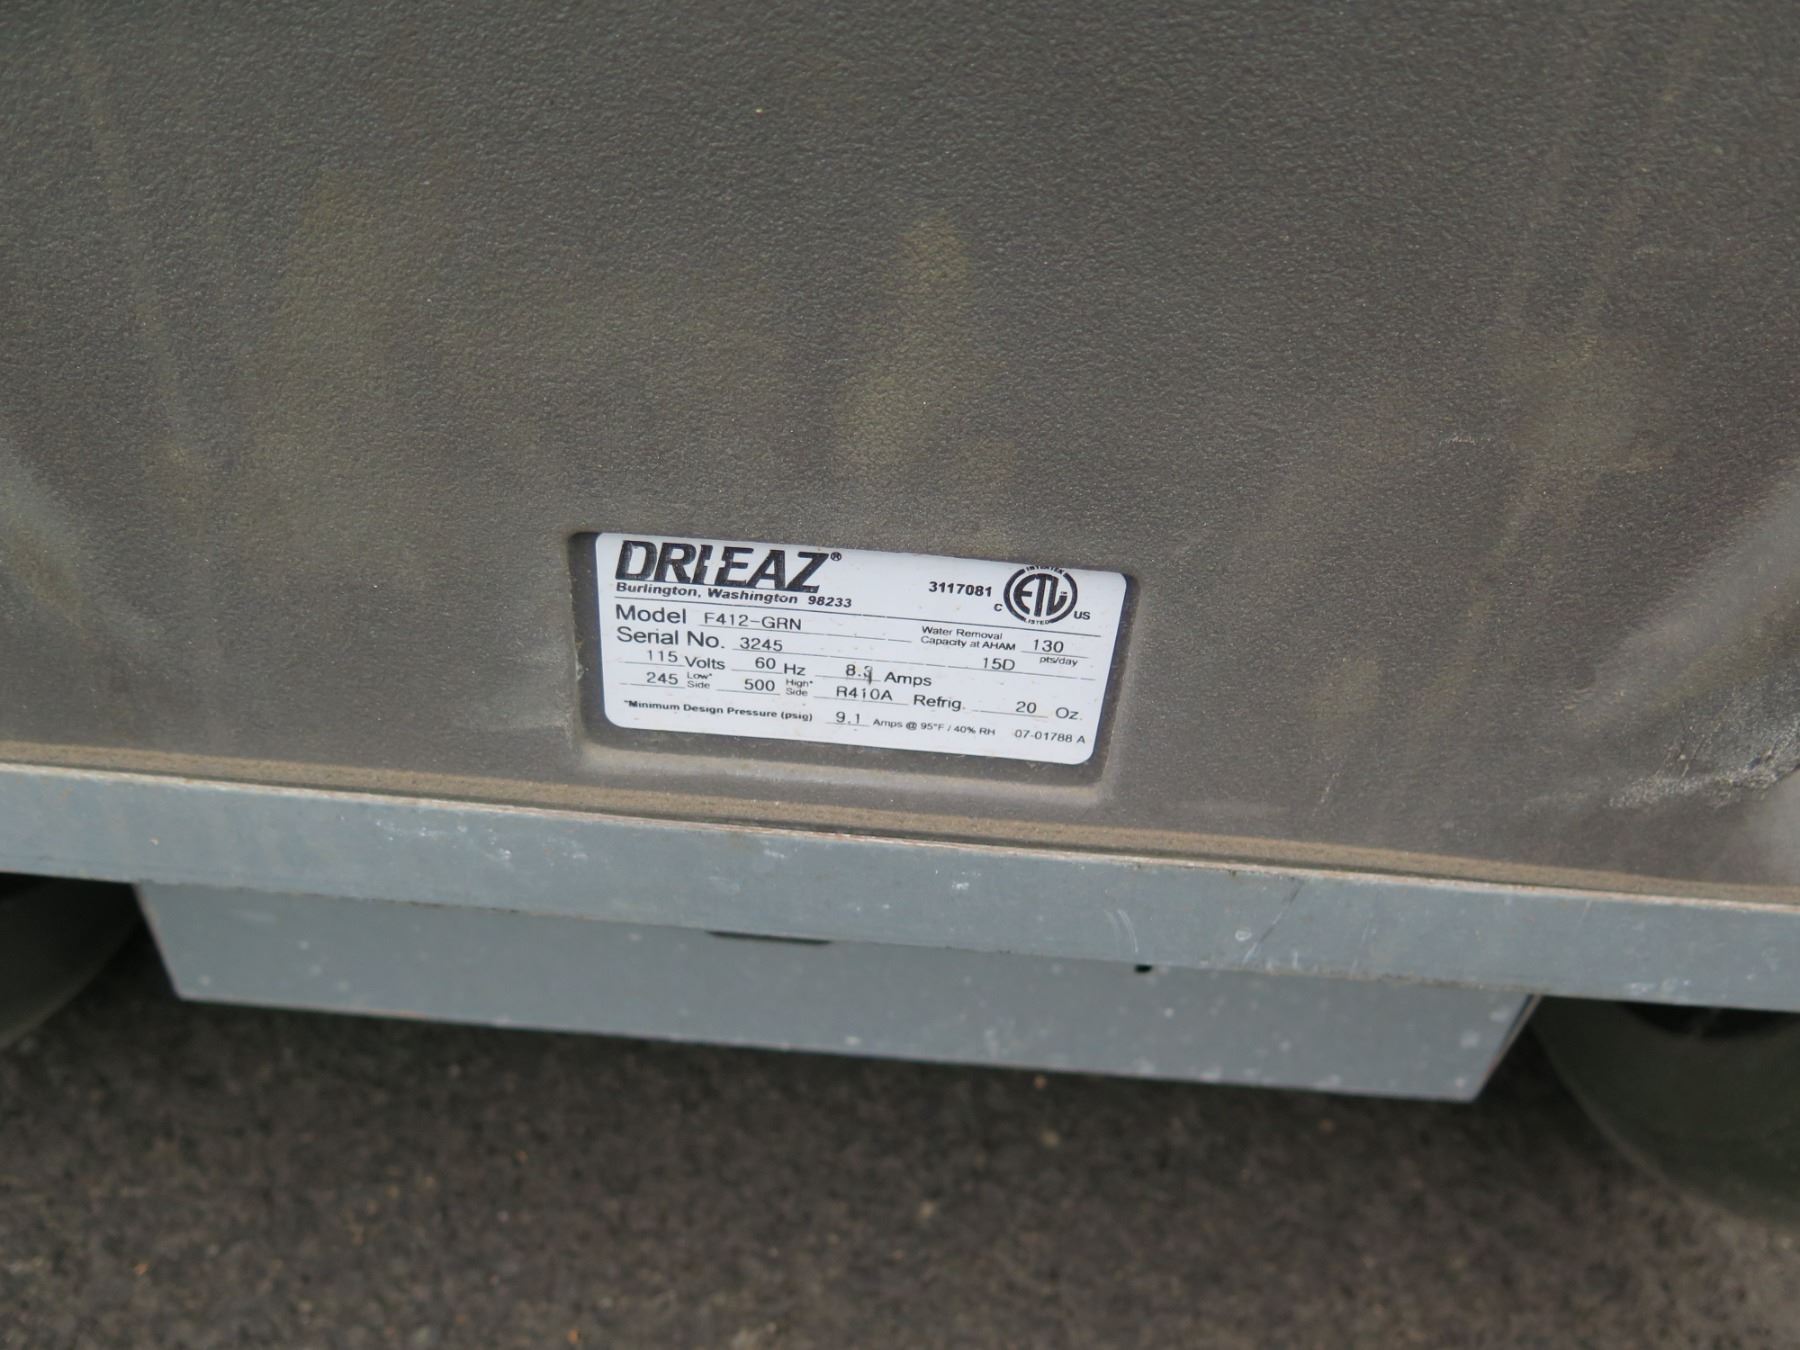 DRI-EAZ®
Burlington, Washington 98233
3117081 C ETL US
INTERTEK
LISTED
Model F412-GRN
Water Removal
Capacity at AHAM 130
pts/day
Serial No. 3245 15D
115 Volts 60 Hz Amps
245 Low* Side 500 High* Side R410A Refrig. 20 Oz.
*Minimum Design Pressure (psig) 9.1 Amps @ 95°F / 40% RH 07-01788 A